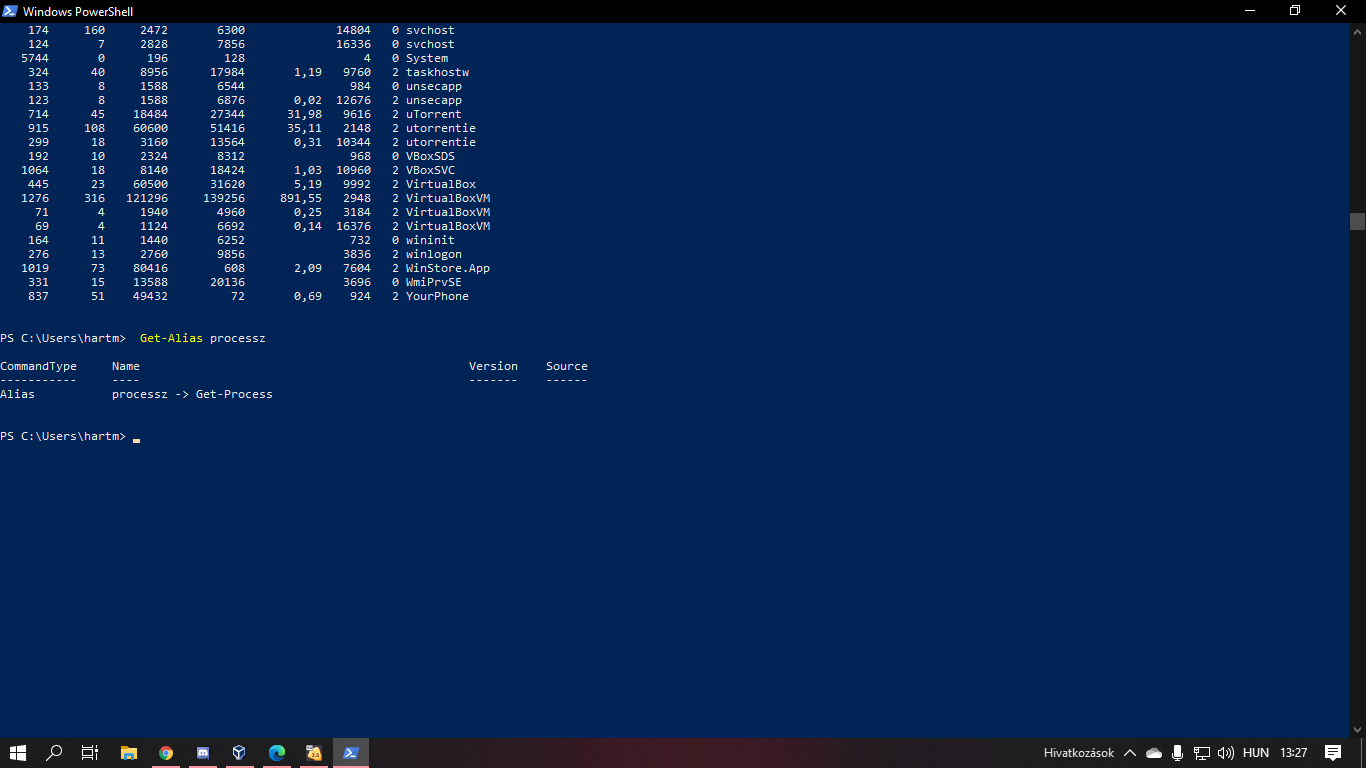 Windows PowerShell
174 160 2472 6300 14804 0 svchost
124 7 2828 7856 16336 0 svchost
5744 0 196 128 4 0 System
324 40 8956 17984 1,19 9760 2 taskhostw
133 8 1588 6544 984 0 unsecapp
123 8 1588 6876 0,02 12676 2 unsecapp
714 45 18484 27344 31,98 9616 2 uTorrent
915 108 60600 51416 35,11 2148 2 utorrentie
299 18 3160 13564 0,31 10344 2 utorrentie
192 10 2324 8312 968 0 VBoxSDS
1064 18 8140 18424 1,03 10960 2 VBoxSVC
445 23 60500 31620 5,19 9992 2 VirtualBox
1276 316 121296 139256 891,55 2948 2 VirtualBoxVM
71 4 1940 4960 0,25 3184 2 VirtualBoxVM
69 4 1124 6692 0,14 16376 2 VirtualBoxVM
164 11 1440 6252 732 0 wininit
276 13 2760 9856 3836 2 winlogon
1019 73 80416 608 2,09 7604 2 WinStore.App
331 15 13588 20136 3696 0 WmiPrvSE
837 51 49432 72 0,69 924 2 YourPhone
PS C:\Users\hartm> Get-Alias processz
CommandType Name Version Source
----------- ---- ------- ------
Alias processz -> Get-Process
PS C:\Users\hartm>
Hivatkozások HUN 13:27